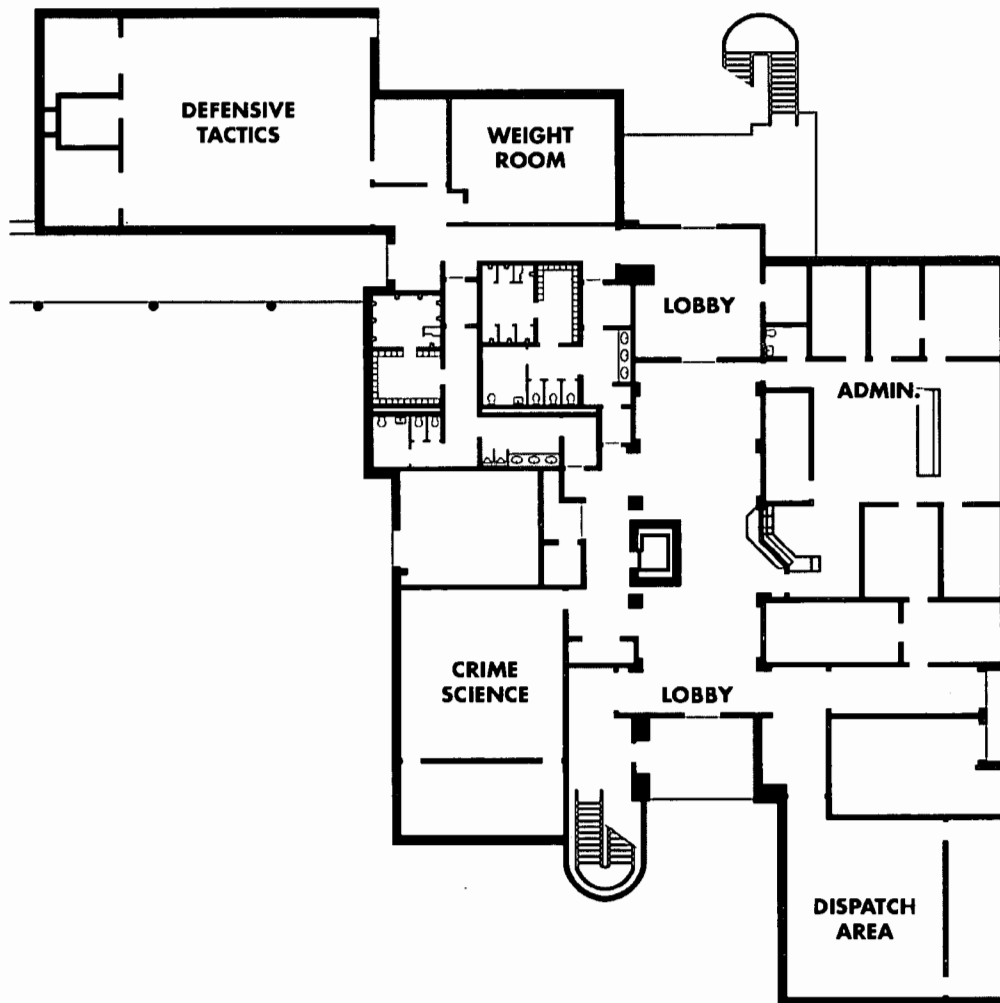 DEFENSIVE
TACTICS
WEIGHT
ROOM
LOBBY
ADMIN.
CRIME
SCIENCE
LOBBY
DISPATCH
AREA